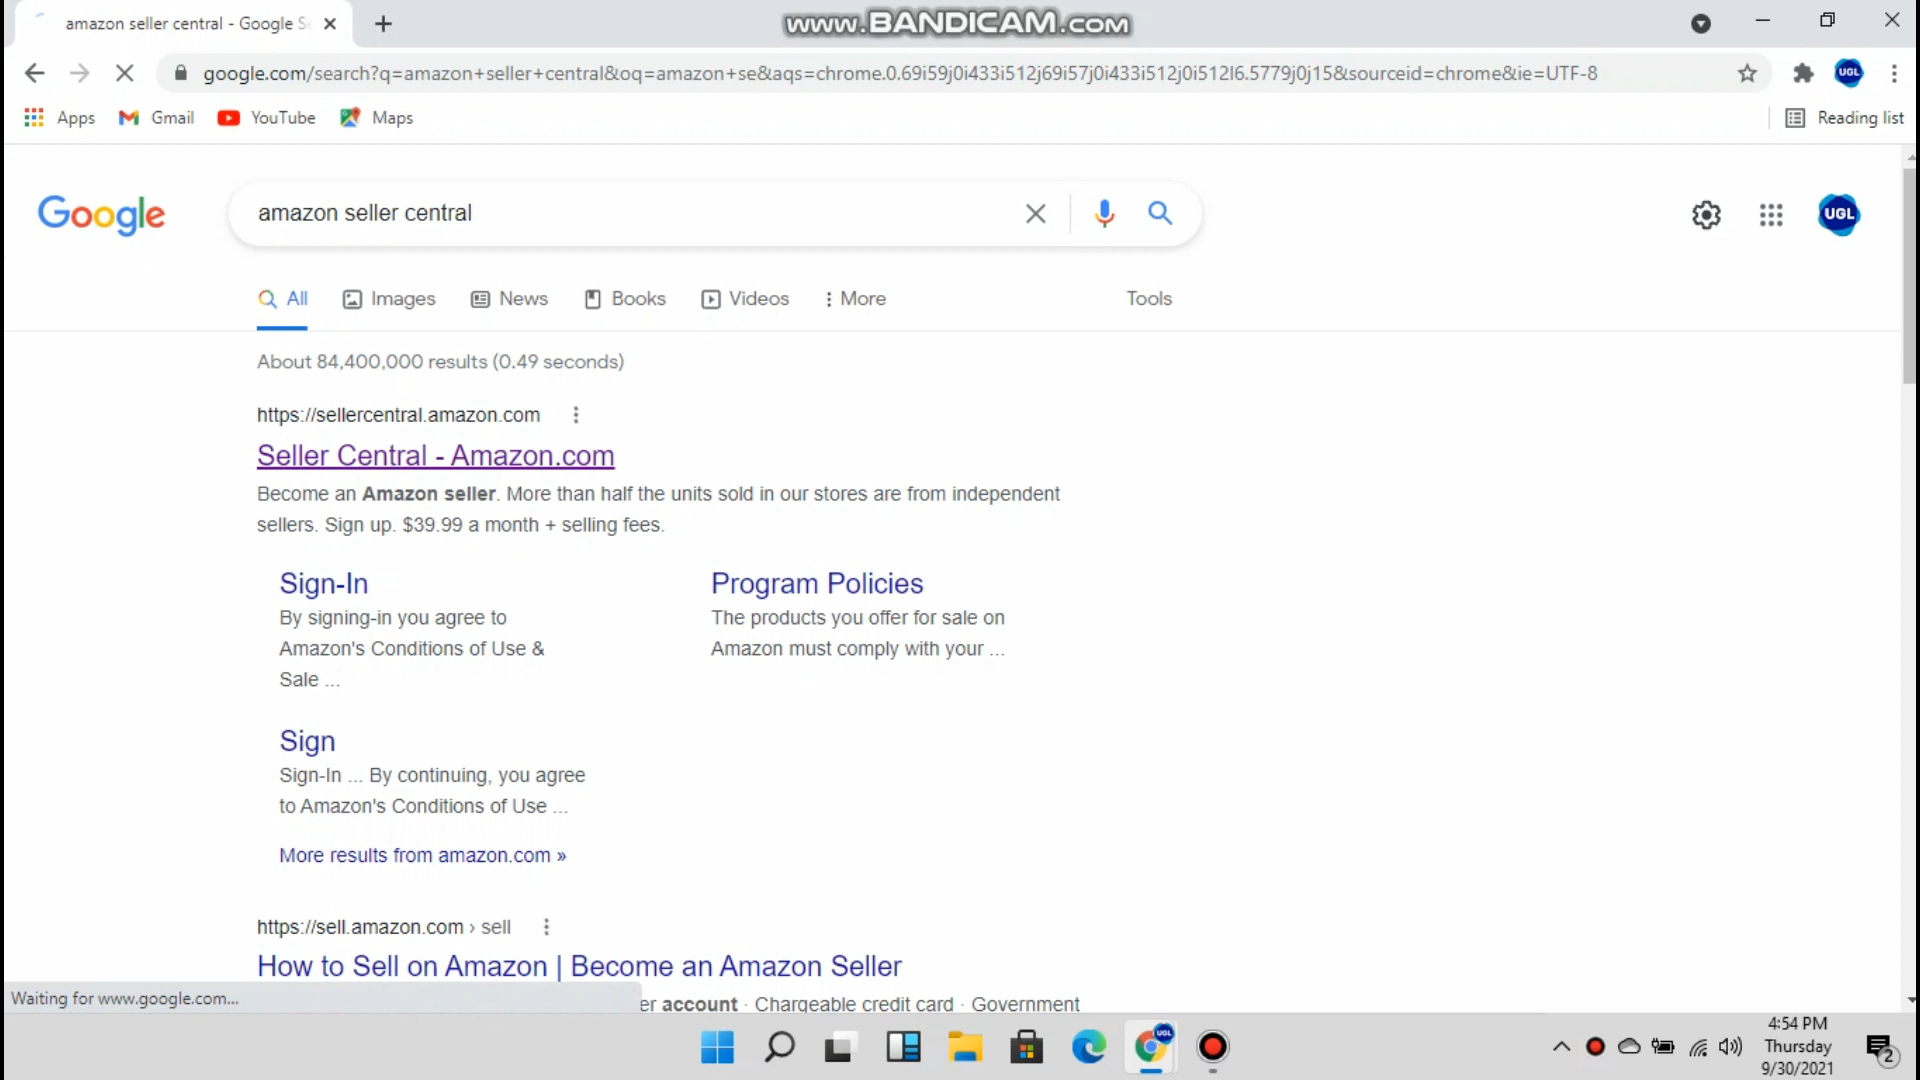 amazon seller central - Google S
www.BANDICAM.com
google.com/search?q=amazon+seller+central&oq=amazon+se&aqs=chrome.0.69i59j0i433i512j69i57j0i433i512j0i512l6.5779j0j15&sourceid=chrome&ie=UTF-8
UGL
Apps
Gmail
YouTube
Maps
Reading list
Google
amazon seller central
UGL
All
Images
News
Books
Videos
More
Tools
About 84,400,000 results (0.49 seconds)
https://sellercentral.amazon.com
Seller Central - Amazon.com
Become an Amazon seller. More than half the units sold in our stores are from independent
sellers. Sign up. $39.99 a month + selling fees.
Sign-In
By signing-in you agree to
Amazon's Conditions of Use &
Sale ...
Program Policies
The products you offer for sale on
Amazon must comply with your ...
Sign
Sign-In ... By continuing, you agree
to Amazon's Conditions of Use ...
More results from amazon.com »
https://sell.amazon.com › sell
How to Sell on Amazon | Become an Amazon Seller
er account · Chargeable credit card · Government
Waiting for www.google.com...
UGL
4:54 PM
Thursday
9/30/2021
2